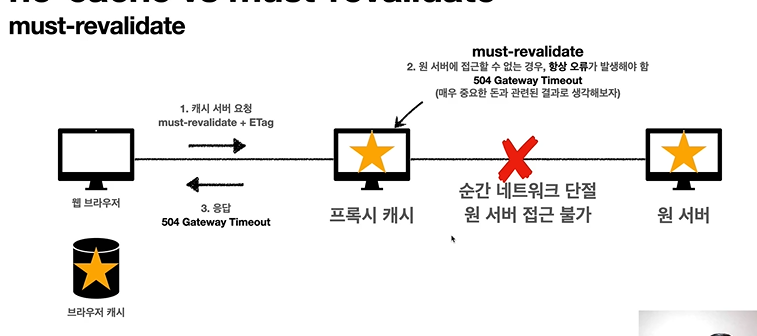 no-cache vs must-revalidate
must-revalidate
must-revalidate
2. 원 서버에 접근할 수 없는 경우, 항상 오류가 발생해야 함
504 Gateway Timeout
(매우 중요한 돈과 관련된 결과로 생각해보자)
1. 캐시 서버 요청
must-revalidate + ETag
웹 브라우저
3. 응답
504 Gateway Timeout
프록시 캐시
순간 네트워크 단절
원 서버 접근 불가
원 서버
브라우저 캐시